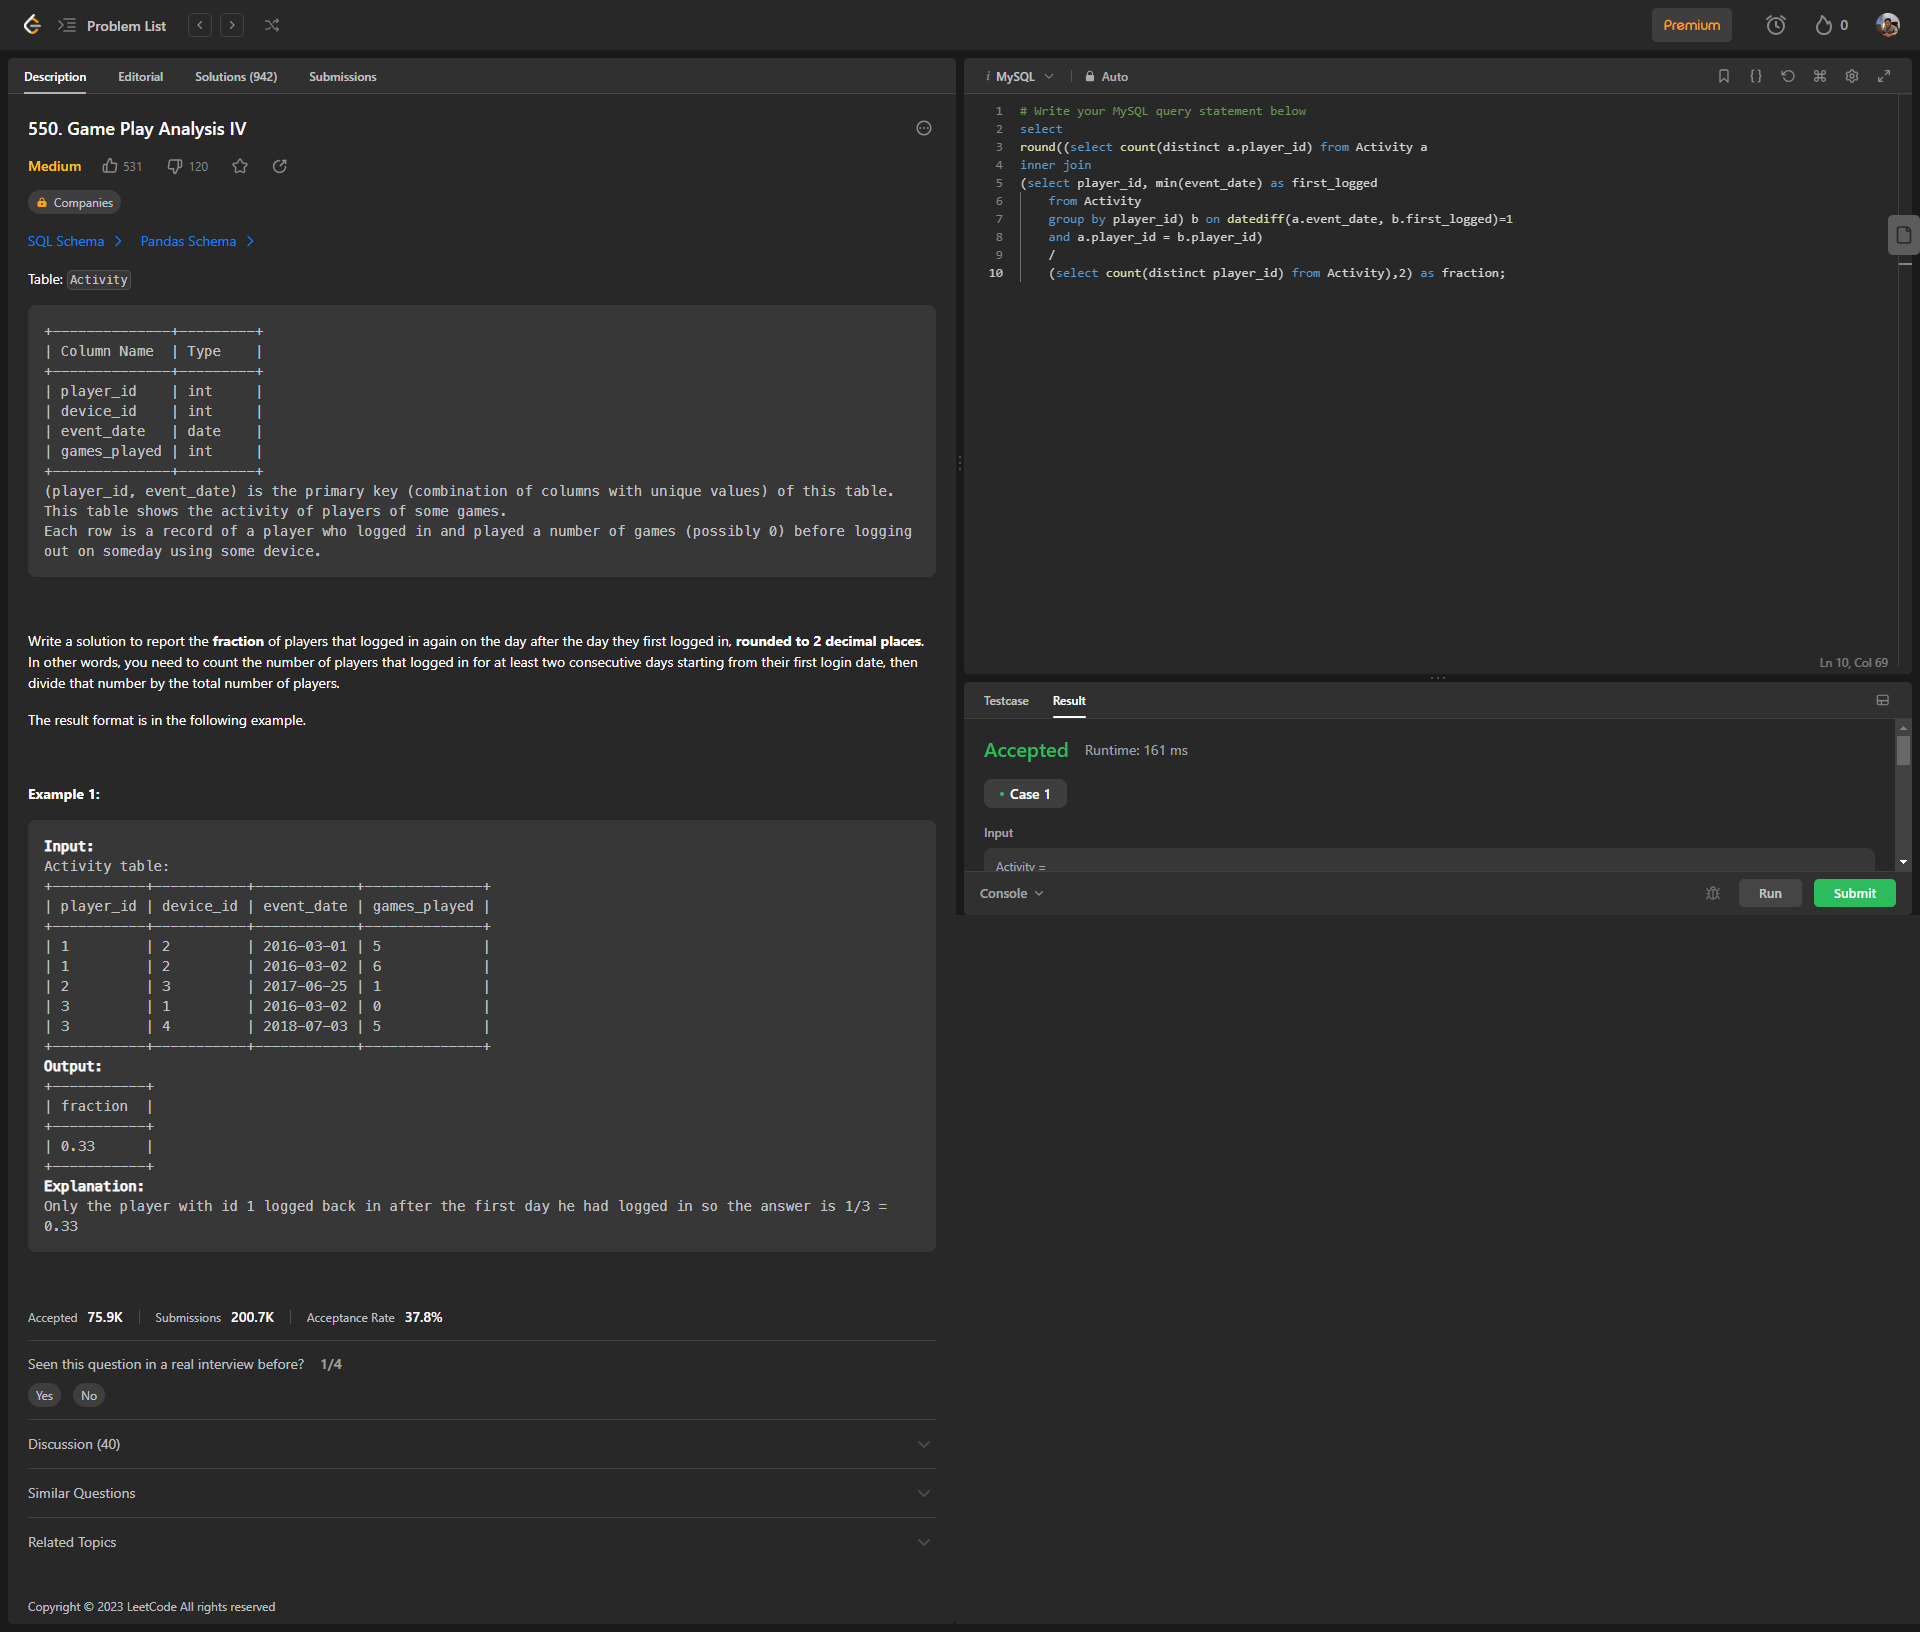 Problem List
Premium
0
Description Editorial Solutions (942) Submissions
550. Game Play Analysis IV
Medium 531 120
Companies
SQL Schema Pandas Schema
Table: Activity
+--------------+---------+
| Column Name  | Type    |
+--------------+---------+
| player_id    | int     |
| device_id    | int     |
| event_date   | date    |
| games_played | int     |
+--------------+---------+
(player_id, event_date) is the primary key (combination of columns with unique values) of this table.
This table shows the activity of players of some games.
Each row is a record of a player who logged in and played a number of games (possibly 0) before logging
out on someday using some device.
Write a solution to report the fraction of players that logged in again on the day after the day they first logged in, rounded to 2 decimal places.
In other words, you need to count the number of players that logged in for at least two consecutive days starting from their first login date, then
divide that number by the total number of players.
The result format is in the following example.
Example 1:
Input:
Activity table:
+-----------+-----------+------------+--------------+
| player_id | device_id | event_date | games_played |
+-----------+-----------+------------+--------------+
| 1         | 2         | 2016-03-01 | 5            |
| 1         | 2         | 2016-03-02 | 6            |
| 2         | 3         | 2017-06-25 | 1            |
| 3         | 1         | 2016-03-02 | 0            |
| 3         | 4         | 2018-07-03 | 5            |
+-----------+-----------+------------+--------------+
Output:
+-----------+
| fraction  |
+-----------+
| 0.33      |
+-----------+
Explanation:
Only the player with id 1 logged back in after the first day he had logged in so the answer is 1/3 =
0.33
Accepted 75.9K Submissions 200.7K Acceptance Rate 37.8%
Seen this question in a real interview before? 1/4
Yes No
Discussion (40)
Similar Questions
Related Topics
Copyright © 2023 LeetCode All rights reserved
i MySQL Auto
1 # Write your MySQL query statement below
2 select
3 round((select count(distinct a.player_id) from Activity a
4 inner join
5 (select player_id, min(event_date) as first_logged
6     from Activity
7     group by player_id) b on datediff(a.event_date, b.first_logged)=1
8     and a.player_id = b.player_id)
9     /
10     (select count(distinct player_id) from Activity),2) as fraction;
Ln 10, Col 69
Testcase Result
Accepted Runtime: 161 ms
• Case 1
Input
Activity =
Console Run Submit